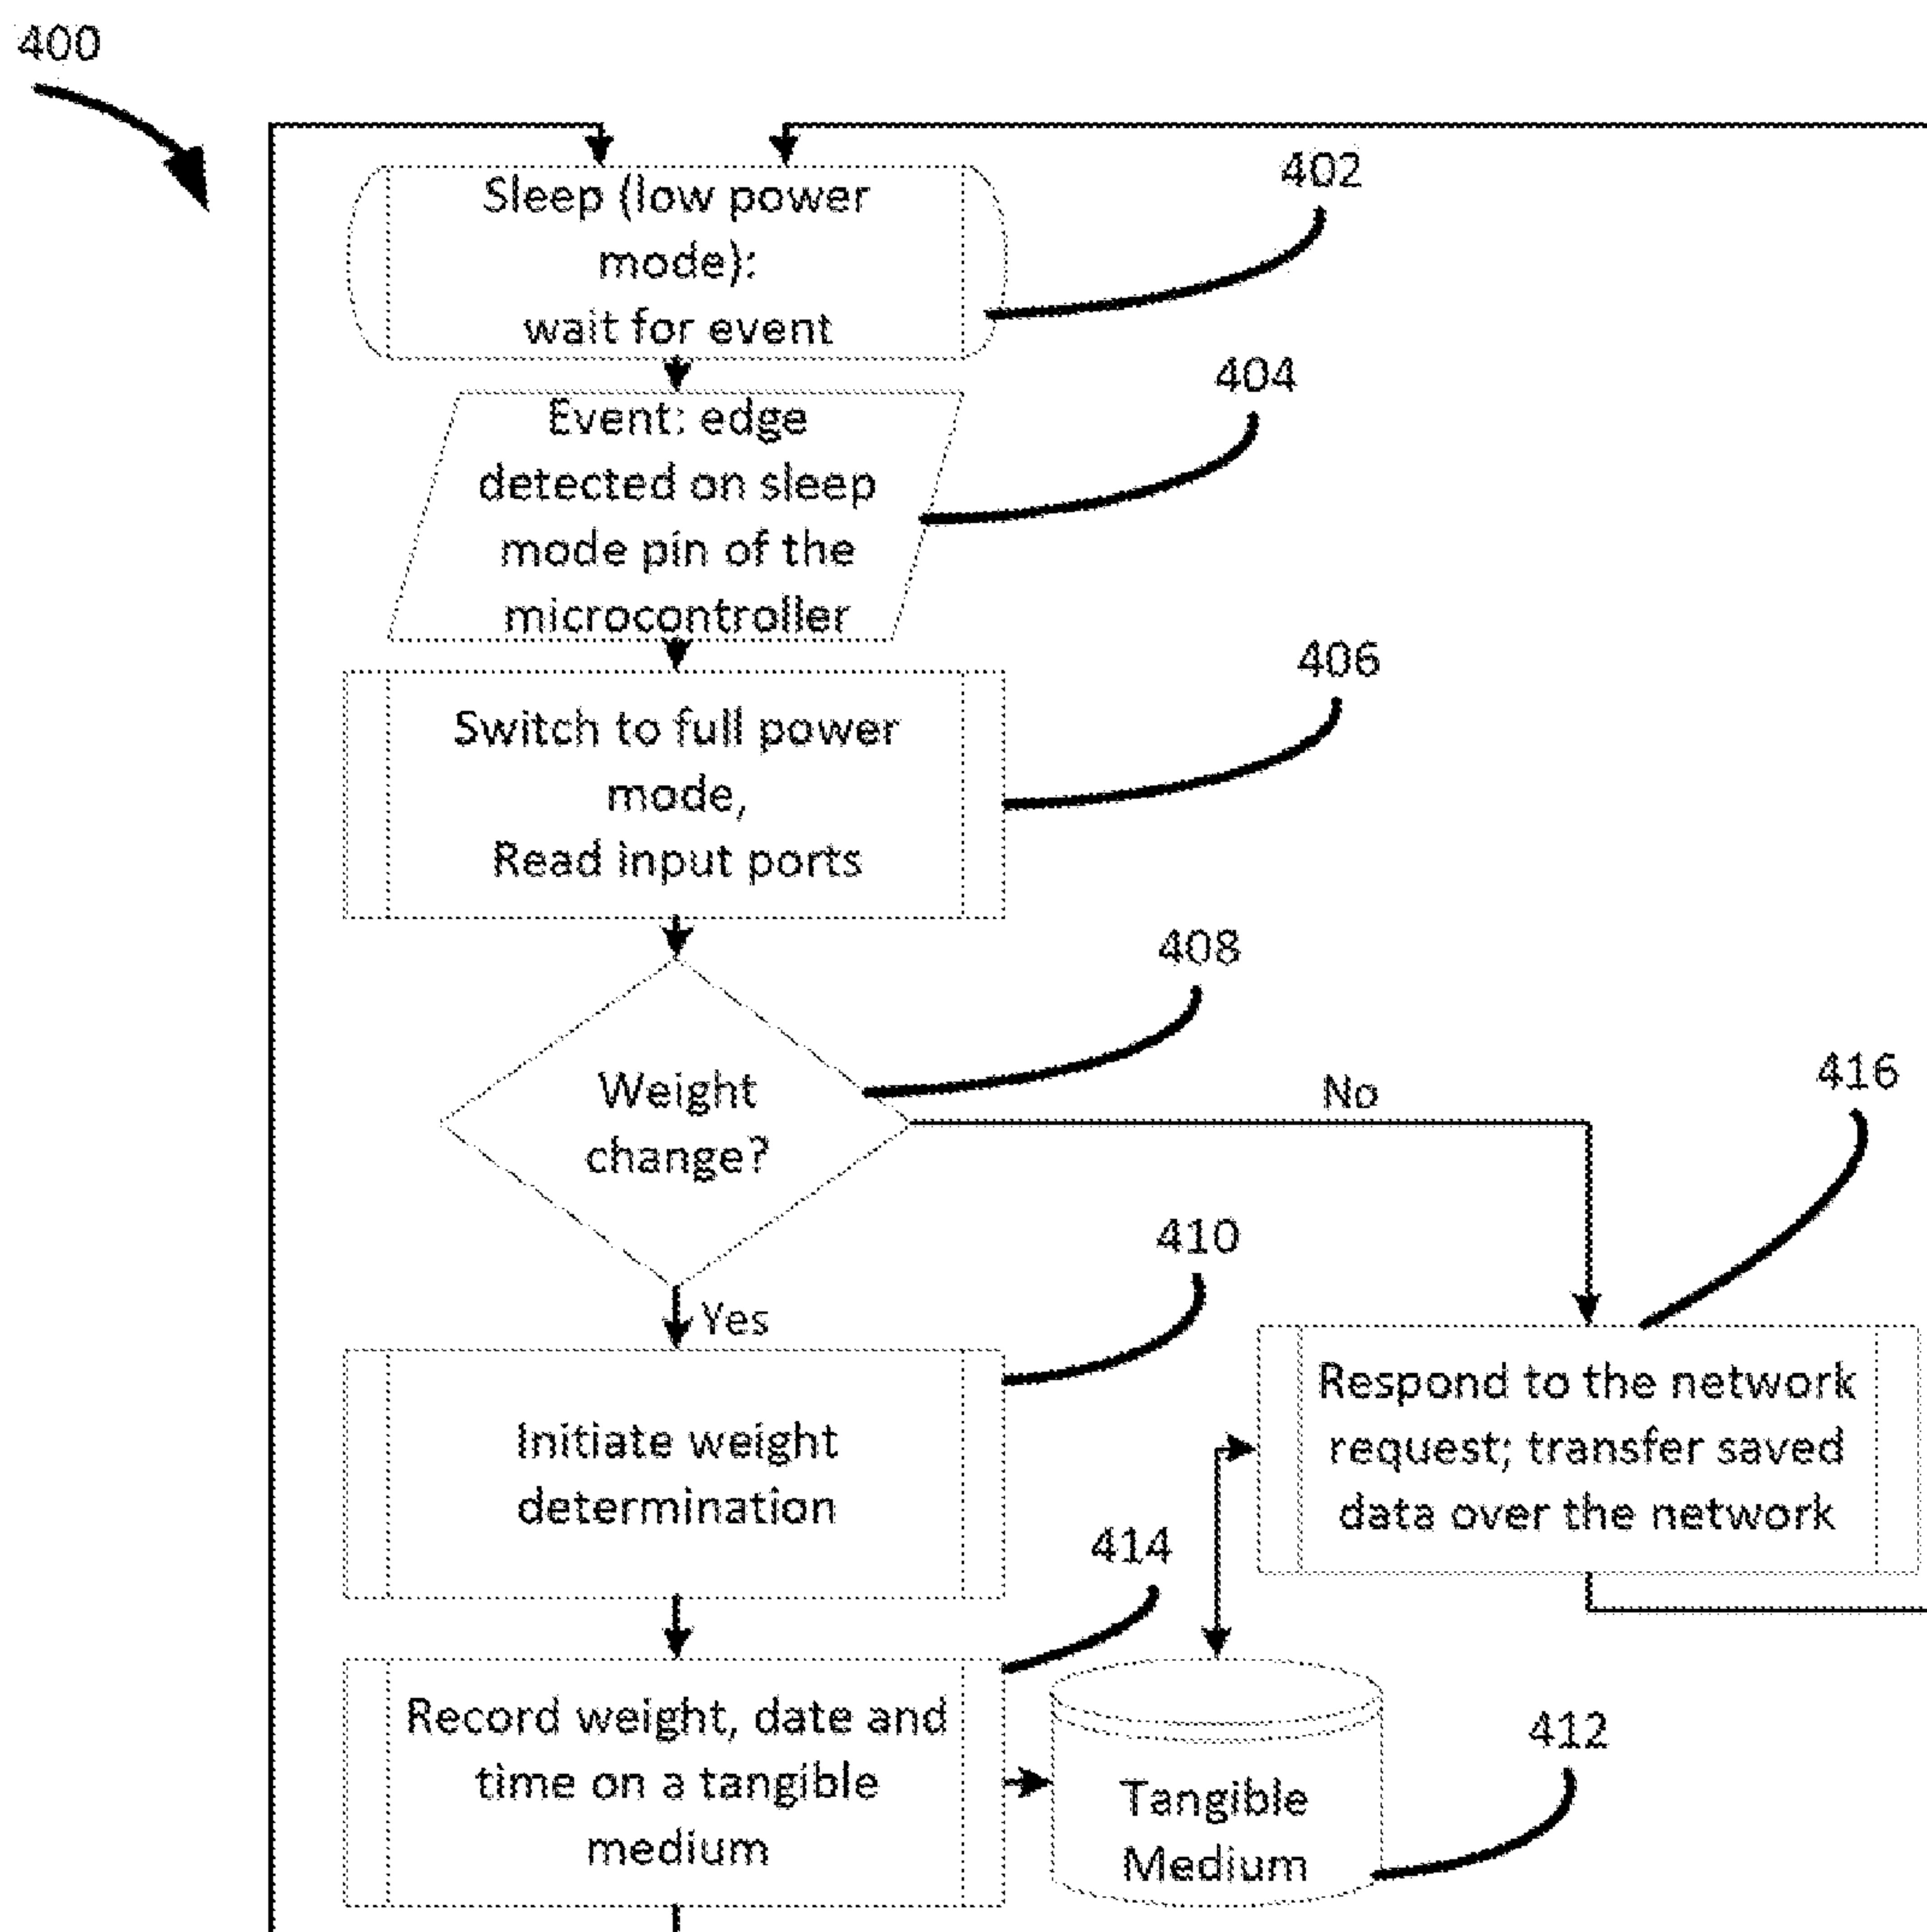 400
402
Sleep (low power
mode):
wait for event
404
Event: edge
detected on sleep
mode pin of the
microcontroller
406
Switch to full power
mode,
Read input ports
408
Weight
change?
No
416
Yes
410
Initiate weight
determination
Respond to the network
request; transfer saved
data over the network
414
Record weight, date and
time on a tangible
medium
412
Tangible
Medium